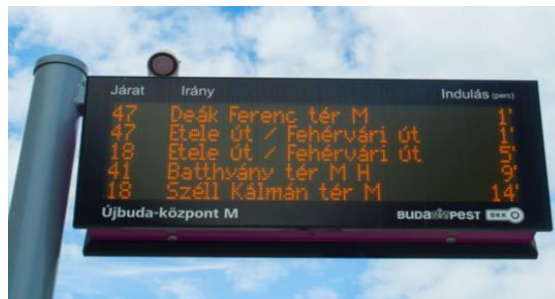 Járat Irány Indulás (perc)
47 Deák Ferenc tér M 1'
47 Etele út / Fehérvári út 1'
18 Etele út / Fehérvári út 5'
41 Batthyány tér M H 9'
18 Széll Kálmán tér M 14'
Újbuda-központ M BUDAPEST BKK